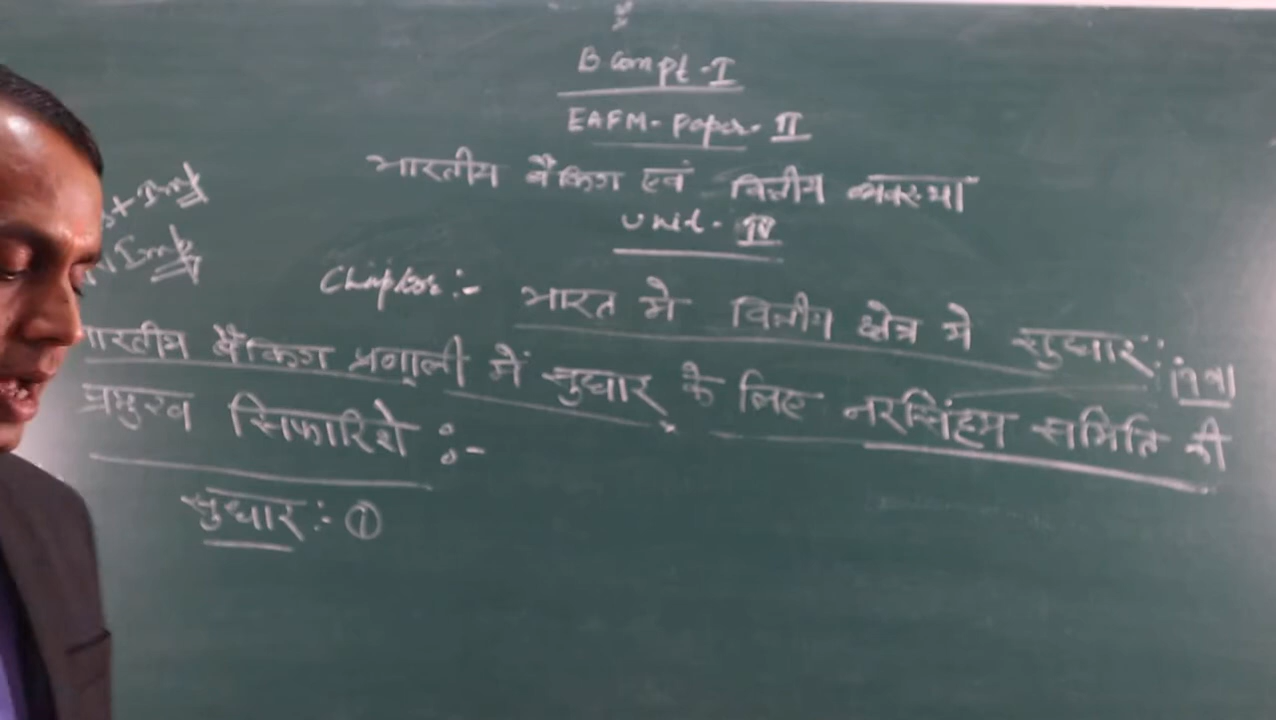 B Com pt-I
EAFM- Paper- II
भारतीय बैंकिंग एवं वित्तीय व्यवस्था
Unit- IV
Chapter:- भारत मे वित्तीय क्षेत्र मे सुधार:
भारतीय बैंकिंग प्रणाली में सुधार के लिए नरसिंहम समिति की
प्रमुख सिफारिशे :-
सुधार:- ①